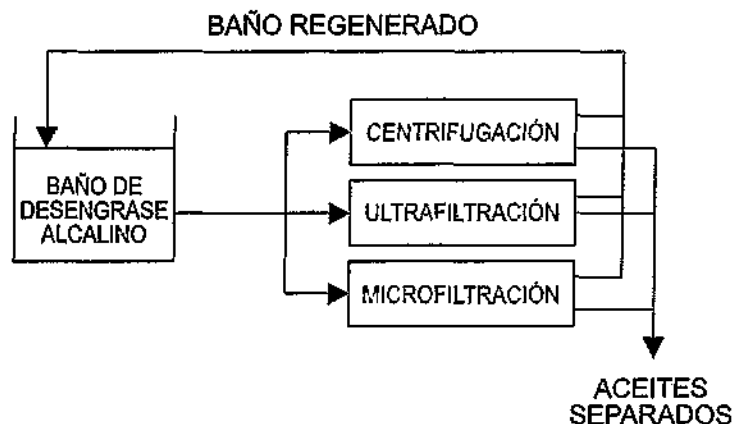 BAÑO REGENERADO
CENTRIFUGACIÓN
BAÑO DE
DESENGRASE
ALCALINO
ULTRAFILTRACIÓN
MICROFILTRACIÓN
ACEITES
SEPARADOS